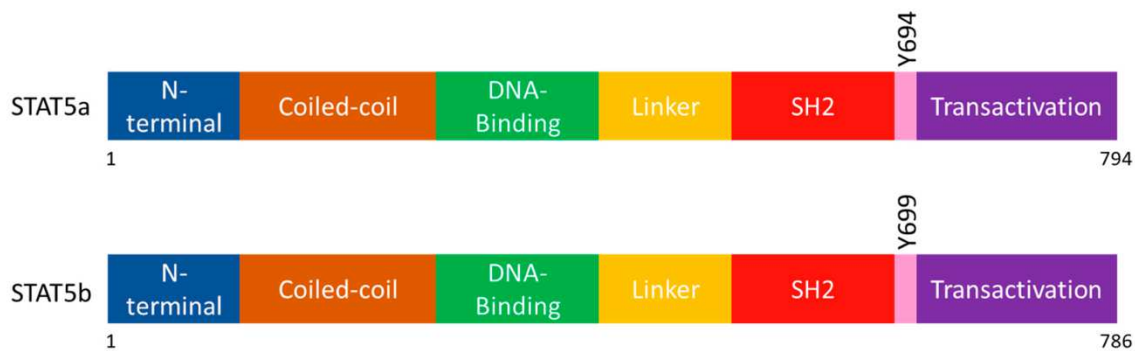 Y694
STAT5a
N-
terminal
Coiled-coil
DNA-
Binding
Linker
SH2
Transactivation
1
794
Y699
STAT5b
N-
terminal
Coiled-coil
DNA-
Binding
Linker
SH2
Transactivation
1
786